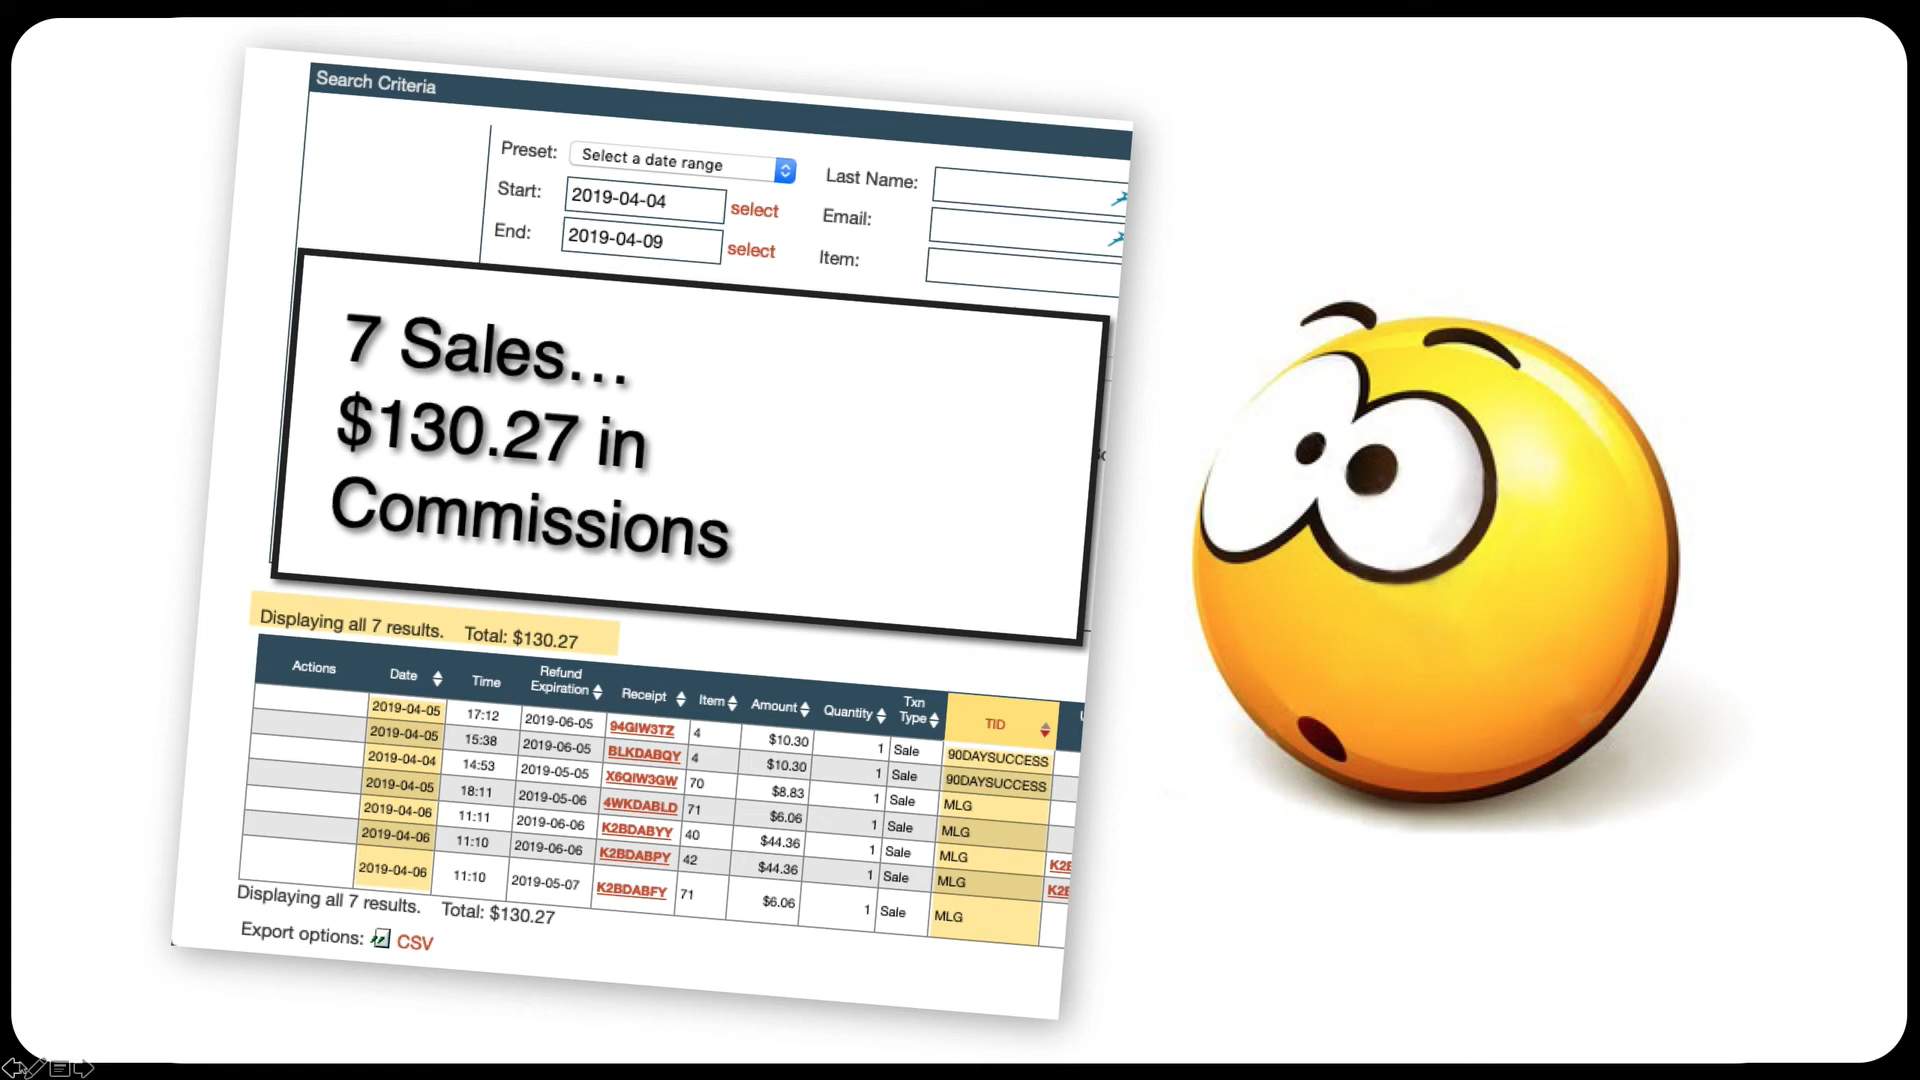 Search Criteria
Preset: Select a date range Last Name:
Start: 2019-04-04 select Email:
End: 2019-04-09 select Item:
7 Sales...
$130.27 in
Commissions
Displaying all 7 results. Total: $130.27
Actions Date Time Refund Expiration Receipt Item Amount Quantity Txn Type TID
2019-04-05 17:12 2019-06-05 94GIW3TZ 4 $10.30 1 Sale 90DAYSUCCESS
2019-04-05 15:38 2019-06-05 BLKDABQY 4 $10.30 1 Sale 90DAYSUCCESS
2019-04-04 14:53 2019-05-05 X6QIW3GW 70 $8.83 1 Sale MLG
2019-04-05 18:11 2019-05-06 4WKDABLD 71 $6.06 1 Sale MLG
2019-04-06 11:11 2019-06-06 K2BDABYY 40 $44.36 1 Sale MLG K2B
2019-04-06 11:10 2019-06-06 K2BDABPY 42 $44.36 1 Sale MLG
2019-04-06 11:10 2019-05-07 K2BDABFY 71 $6.06 1 Sale MLG
Displaying all 7 results. Total: $130.27
Export options: CSV